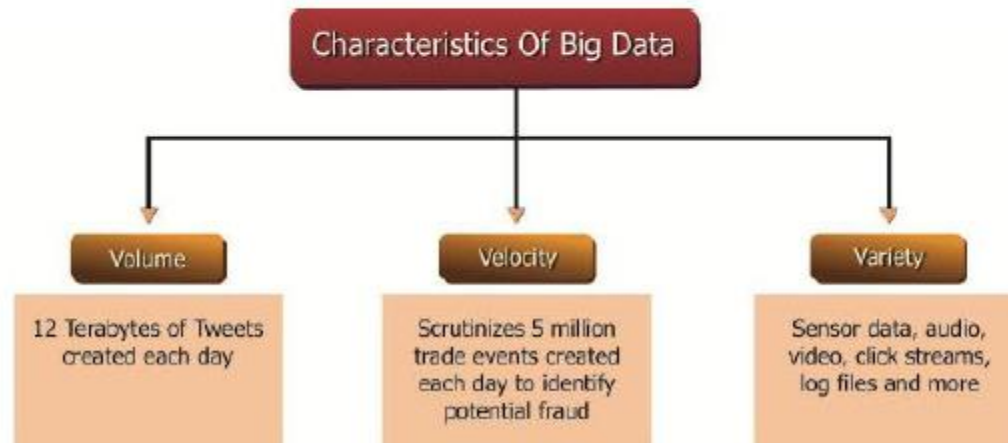 Characteristics Of Big Data
Volume
Velocity
Variety
12 Terabytes of Tweets
created each day
Scrutinizes 5 million
trade events created
each day to identify
potential fraud
Sensor data, audio,
video, click streams,
log files and more